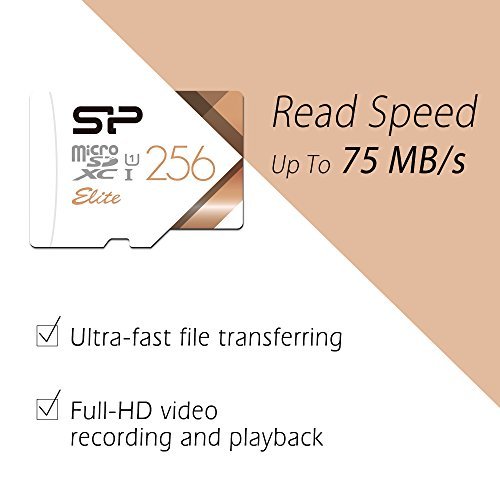 SP
micro
SD
XC I
U1
256
Elite
Read Speed
Up To 75 MB/s
Ultra-fast file transferring
Full-HD video
recording and playback